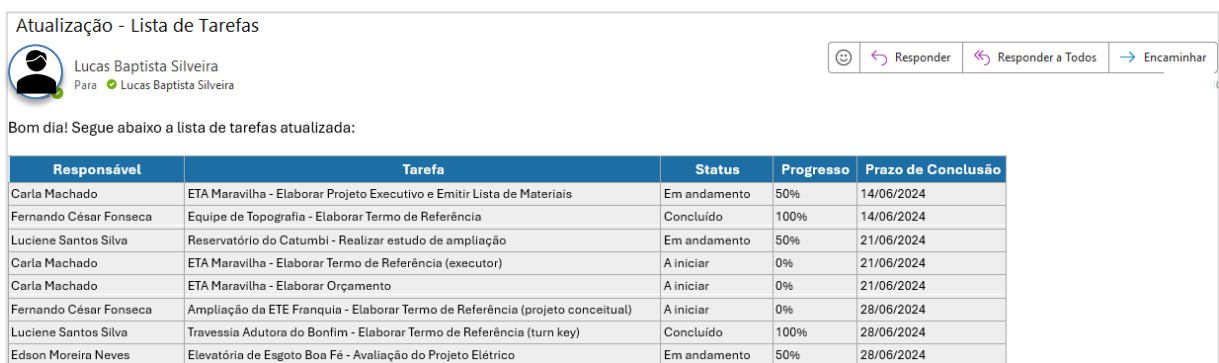 Atualização - Lista de Tarefas
Lucas Baptista Silveira
Para Lucas Baptista Silveira
Responder Responder a Todos Encaminhar
Bom dia! Segue abaixo a lista de tarefas atualizada:
Responsável Tarefa Status Progresso Prazo de Conclusão
Carla Machado ETA Maravilha - Elaborar Projeto Executivo e Emitir Lista de Materiais Em andamento 50% 14/06/2024
Fernando César Fonseca Equipe de Topografia - Elaborar Termo de Referência Concluído 100% 14/06/2024
Luciene Santos Silva Reservatório do Catumbi - Realizar estudo de ampliação Em andamento 50% 21/06/2024
Carla Machado ETA Maravilha - Elaborar Termo de Referência (executor) A iniciar 0% 21/06/2024
Carla Machado ETA Maravilha - Elaborar Orçamento A iniciar 0% 21/06/2024
Fernando César Fonseca Ampliação da ETE Franquia - Elaborar Termo de Referência (projeto conceitual) A iniciar 0% 28/06/2024
Luciene Santos Silva Travessia Adutora do Bonfim - Elaborar Termo de Referência (turn key) Concluído 100% 28/06/2024
Edson Moreira Neves Elevatória de Esgoto Boa Fé - Avaliação do Projeto Elétrico Em andamento 50% 28/06/2024